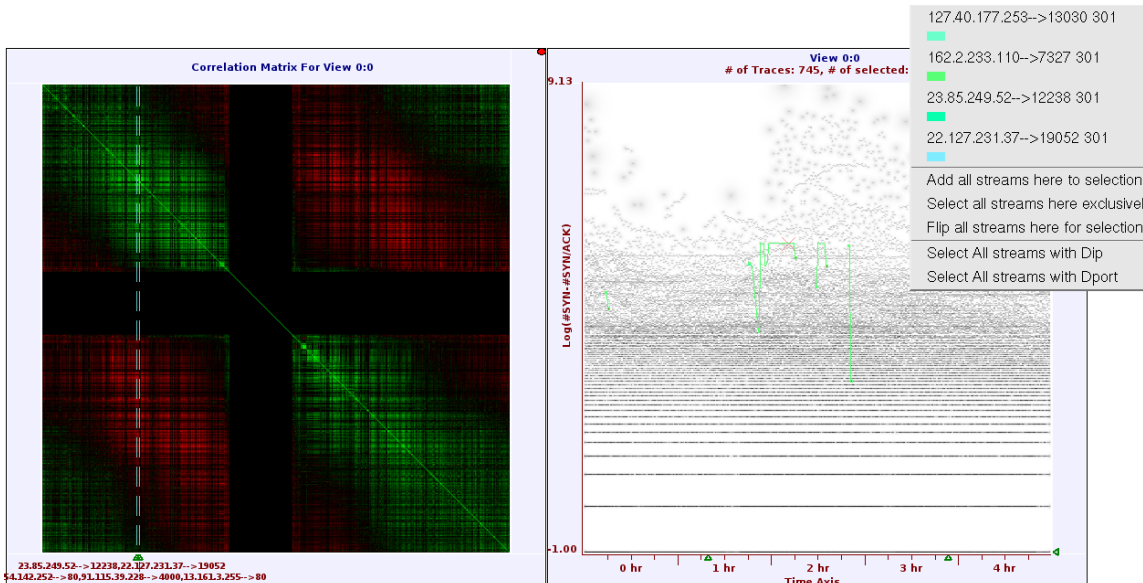 127.40.177.253-->13030 301
162.2.233.110-->7327 301
23.85.249.52-->12238 301
22.127.231.37-->19052 301
Add all streams here to selection
Select all streams here exclusivel
Flip all streams here for selection
Select All streams with Dip
Select All streams with Dport
Correlation Matrix For View 0:0
23.85.249.52-->12238,22.127.231.37-->19052
54.142.252-->80,91.115.39.228-->4000,13.161.3.255-->80
View 0:0
# of Traces: 745, # of selected:
9.13
Log(#SYN-#SYN/ACK)
-1.00
0 hr 1 hr 2 hr 3 hr 4 hr
Time Axis